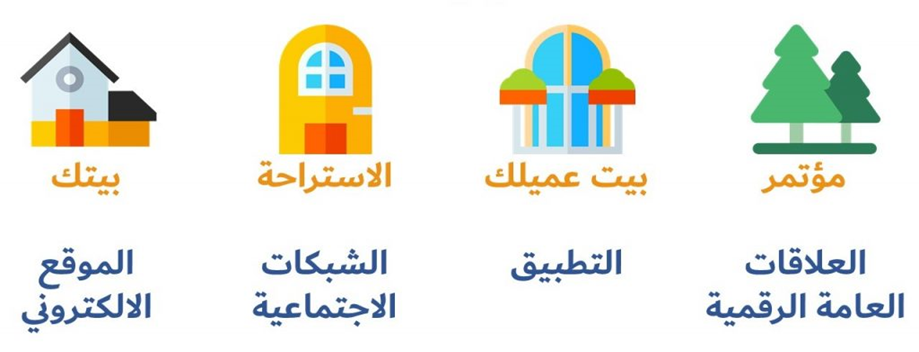 مؤتمر
بيت عميلك
الاستراحة
بيتك
العلاقات
العامة الرقمية
التطبيق
الشبكات
الاجتماعية
الموقع
الالكتروني